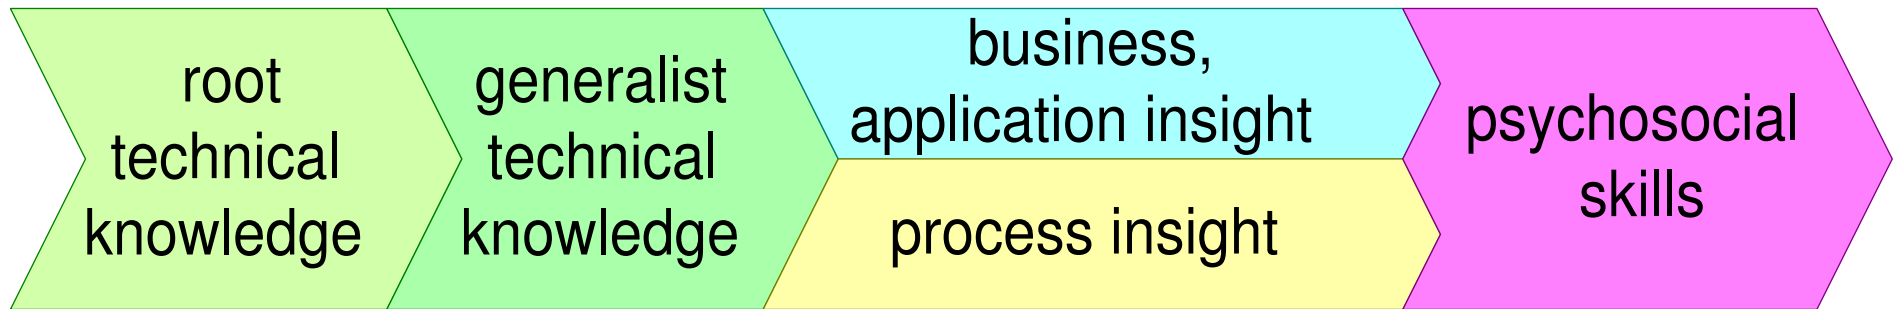 root
technical
knowledge
generalist
technical
knowledge
business,
application insight
process insight
psychosocial
skills